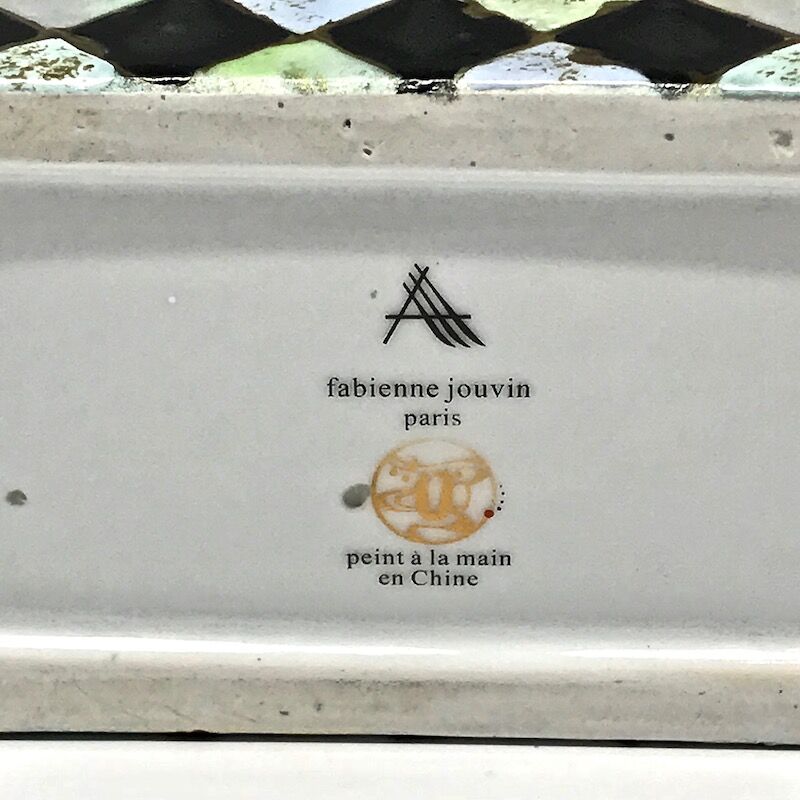 fabienne jouvin
paris
peint à la main
en Chine